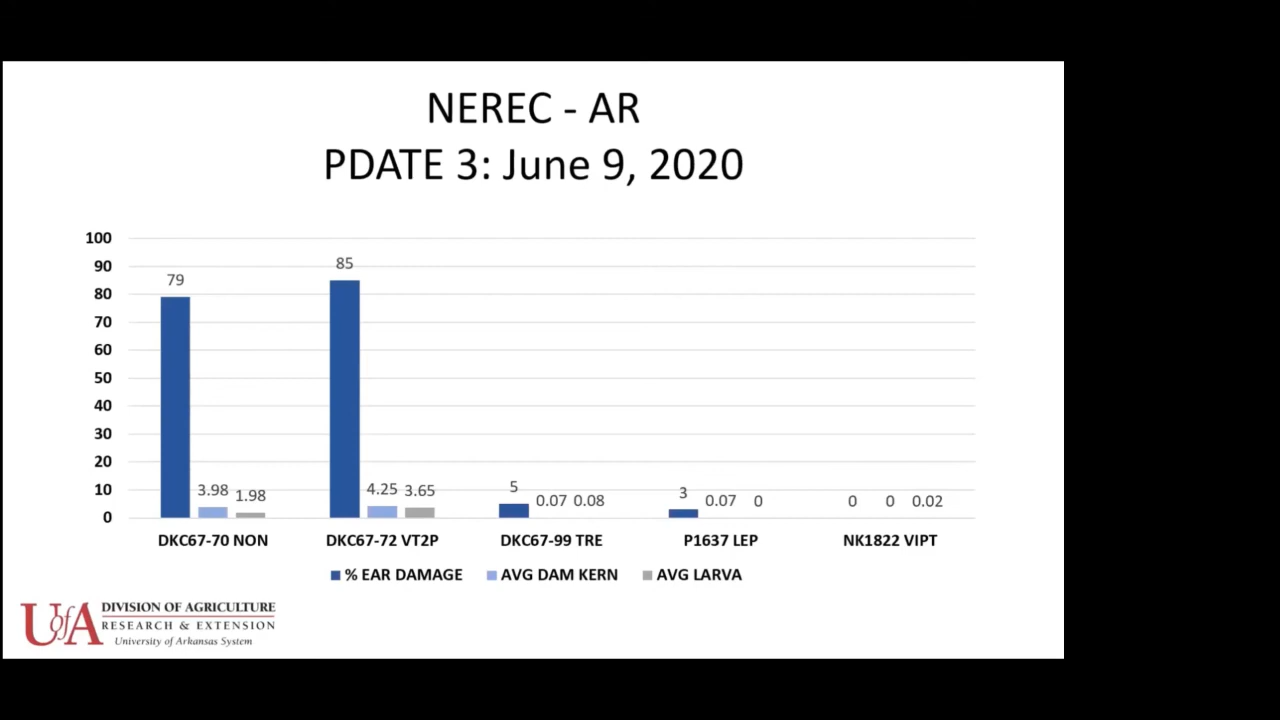 NEREC - AR
PDATE 3: June 9, 2020
100
90
80
70
60
50
40
30
20
10
0
79
3.98
1.98
85
4.25
3.65
5
0.07
0.08
3
0.07
0
0
0
0.02
DKC67-70 NON
DKC67-72 VT2P
DKC67-99 TRE
P1637 LEP
NK1822 VIPT
% EAR DAMAGE
AVG DAM KERN
AVG LARVA
UofA
DIVISION OF AGRICULTURE
RESEARCH & EXTENSION
University of Arkansas System